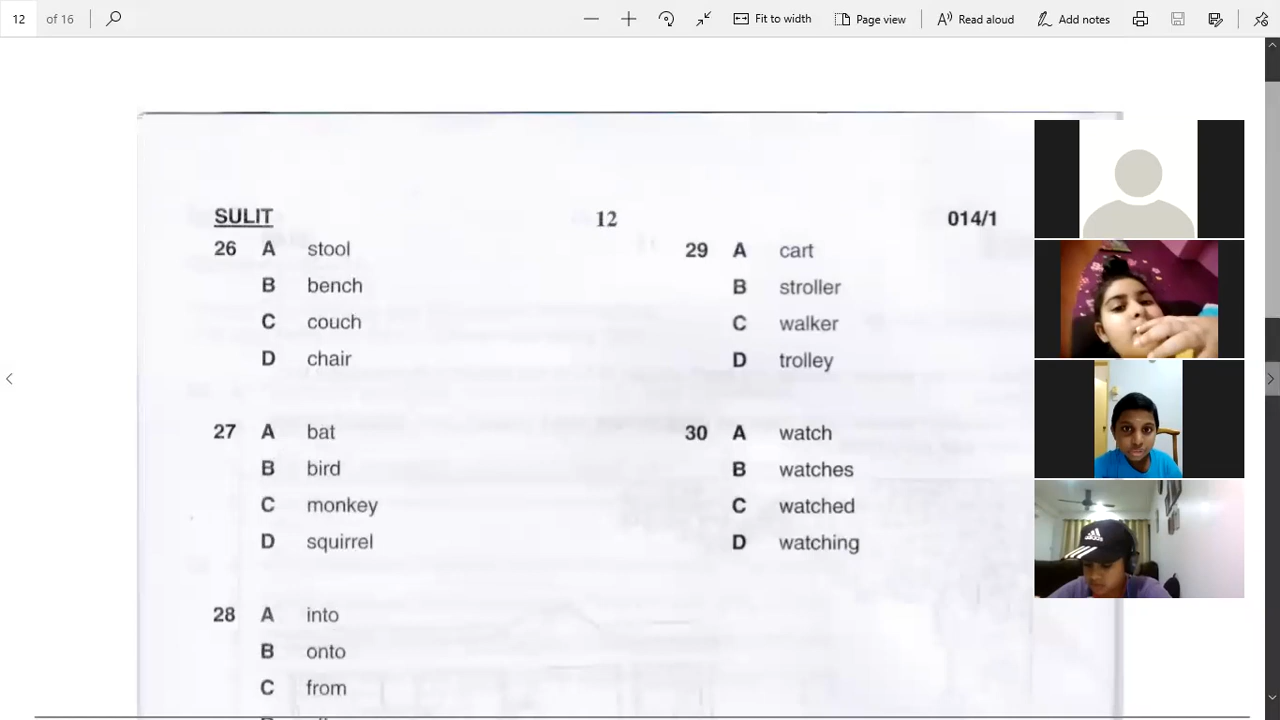 12 of 16
Fit to width
Page view
Read aloud
Add notes
SULIT
12
014/1
26 A stool
B bench
C couch
D chair
27 A bat
B bird
C monkey
D squirrel
28 A into
B onto
C from
29 A cart
B stroller
C walker
D trolley
30 A watch
B watches
C watched
D watching